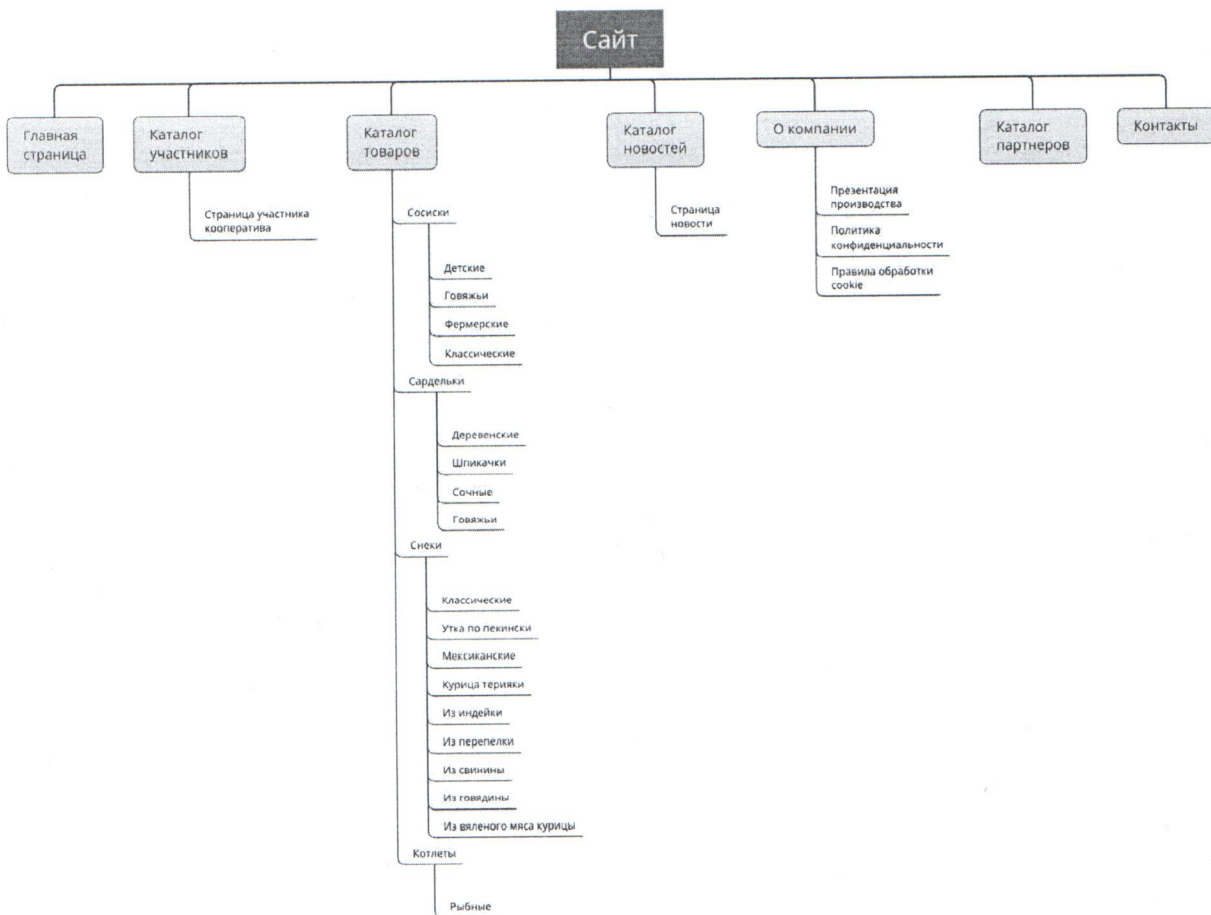 Сайт
Главная
страница
Каталог
участников
Каталог
товаров
Каталог
новостей
О компании
Каталог
партнеров
Контакты
Страница участника
кооператива
Сосиски
Детские
Говяжьи
Фермерские
Классические
Сардельки
Деревенские
Шпикачки
Сочные
Говяжьи
Снеки
Классические
Утка по пекински
Мексиканские
Курица терияки
Из индейки
Из перепелки
Из свинины
Из говядины
Из вяленого мяса курицы
Котлеты
Рыбные
Страница
новости
Презентация
производства
Политика
конфиденциальности
Правила обработки
cookie